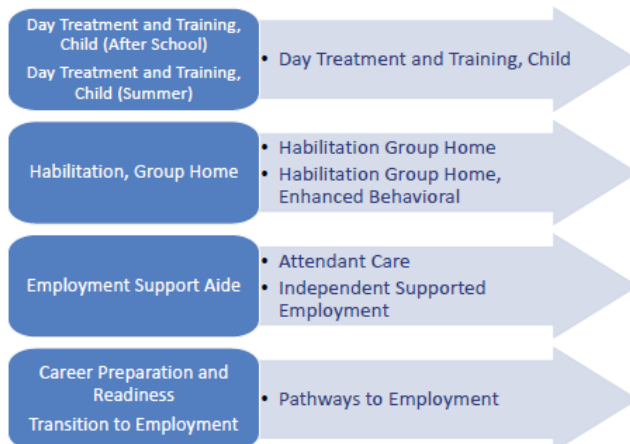 Day Treatment and Training,
Child (After School)
Day Treatment and Training,
Child (Summer)
• Day Treatment and Training, Child
Habilitation, Group Home
• Habilitation Group Home
• Habilitation Group Home,
Enhanced Behavioral
Employment Support Aide
• Attendant Care
• Independent Supported
Employment
Career Preparation and
Readiness
Transition to Employment
• Pathways to Employment